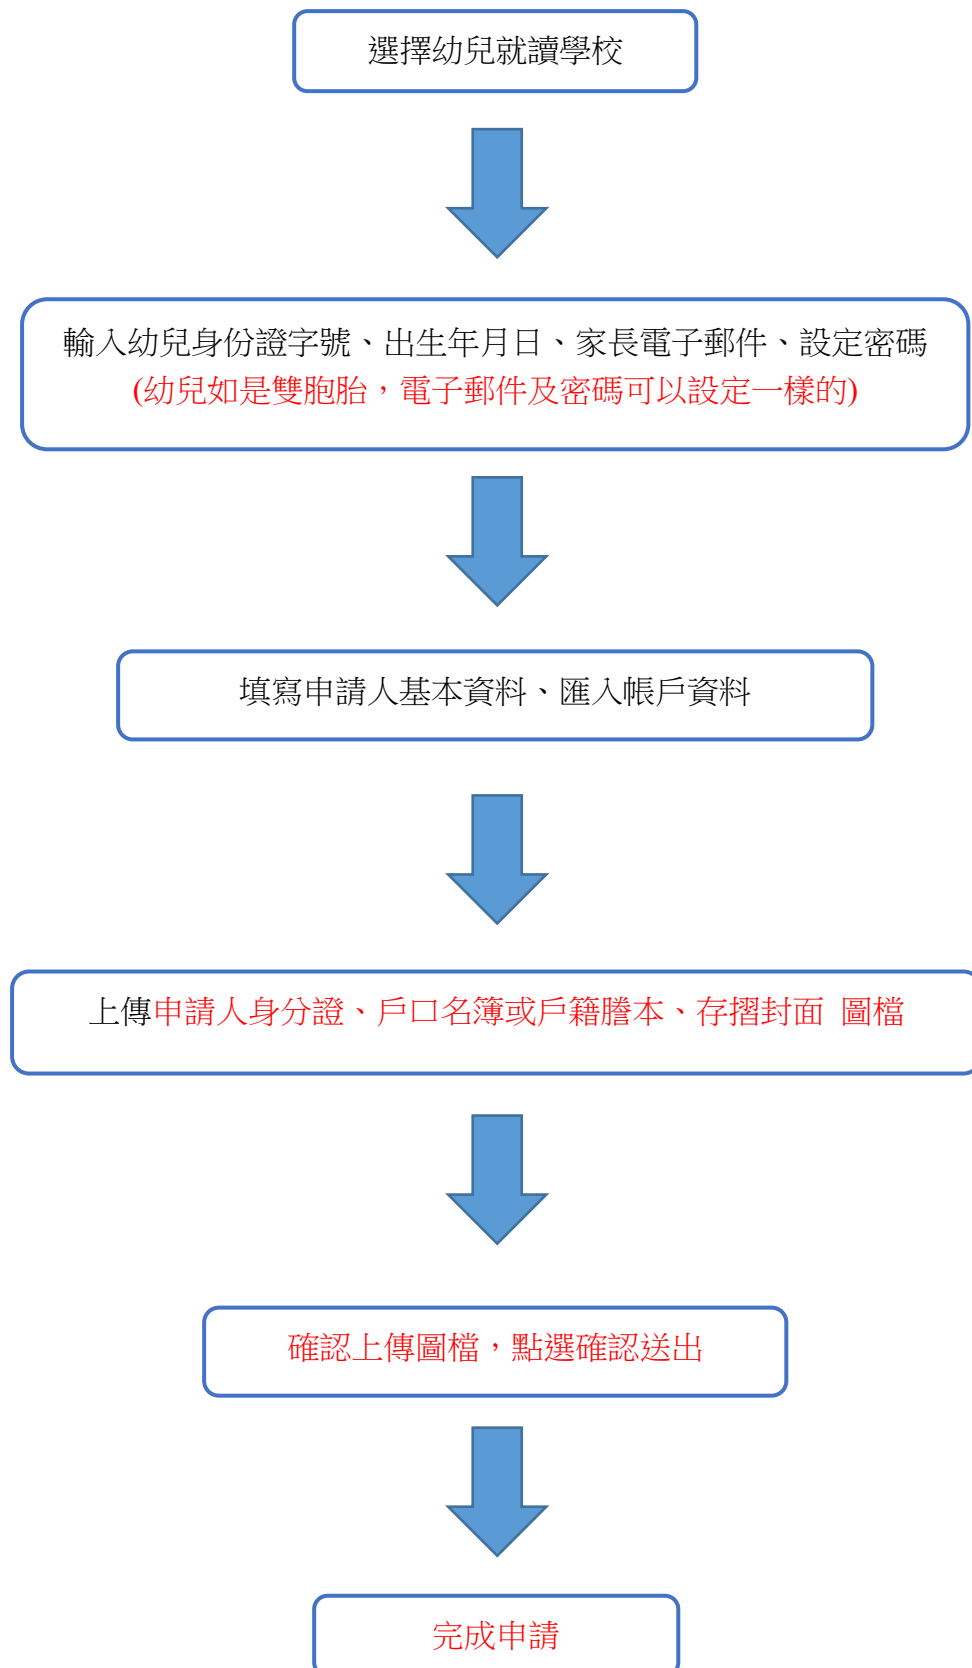 選擇幼兒就讀學校
輸入幼兒身份證字號、出生年月日、家長電子郵件、設定密碼
(幼兒如是雙胞胎，電子郵件及密碼可以設定一樣的)
填寫申請人基本資料、匯入帳戶資料
上傳申請人身分證、戶口名簿或戶籍謄本、存摺封面 圖檔
確認上傳圖檔，點選確認送出
完成申請